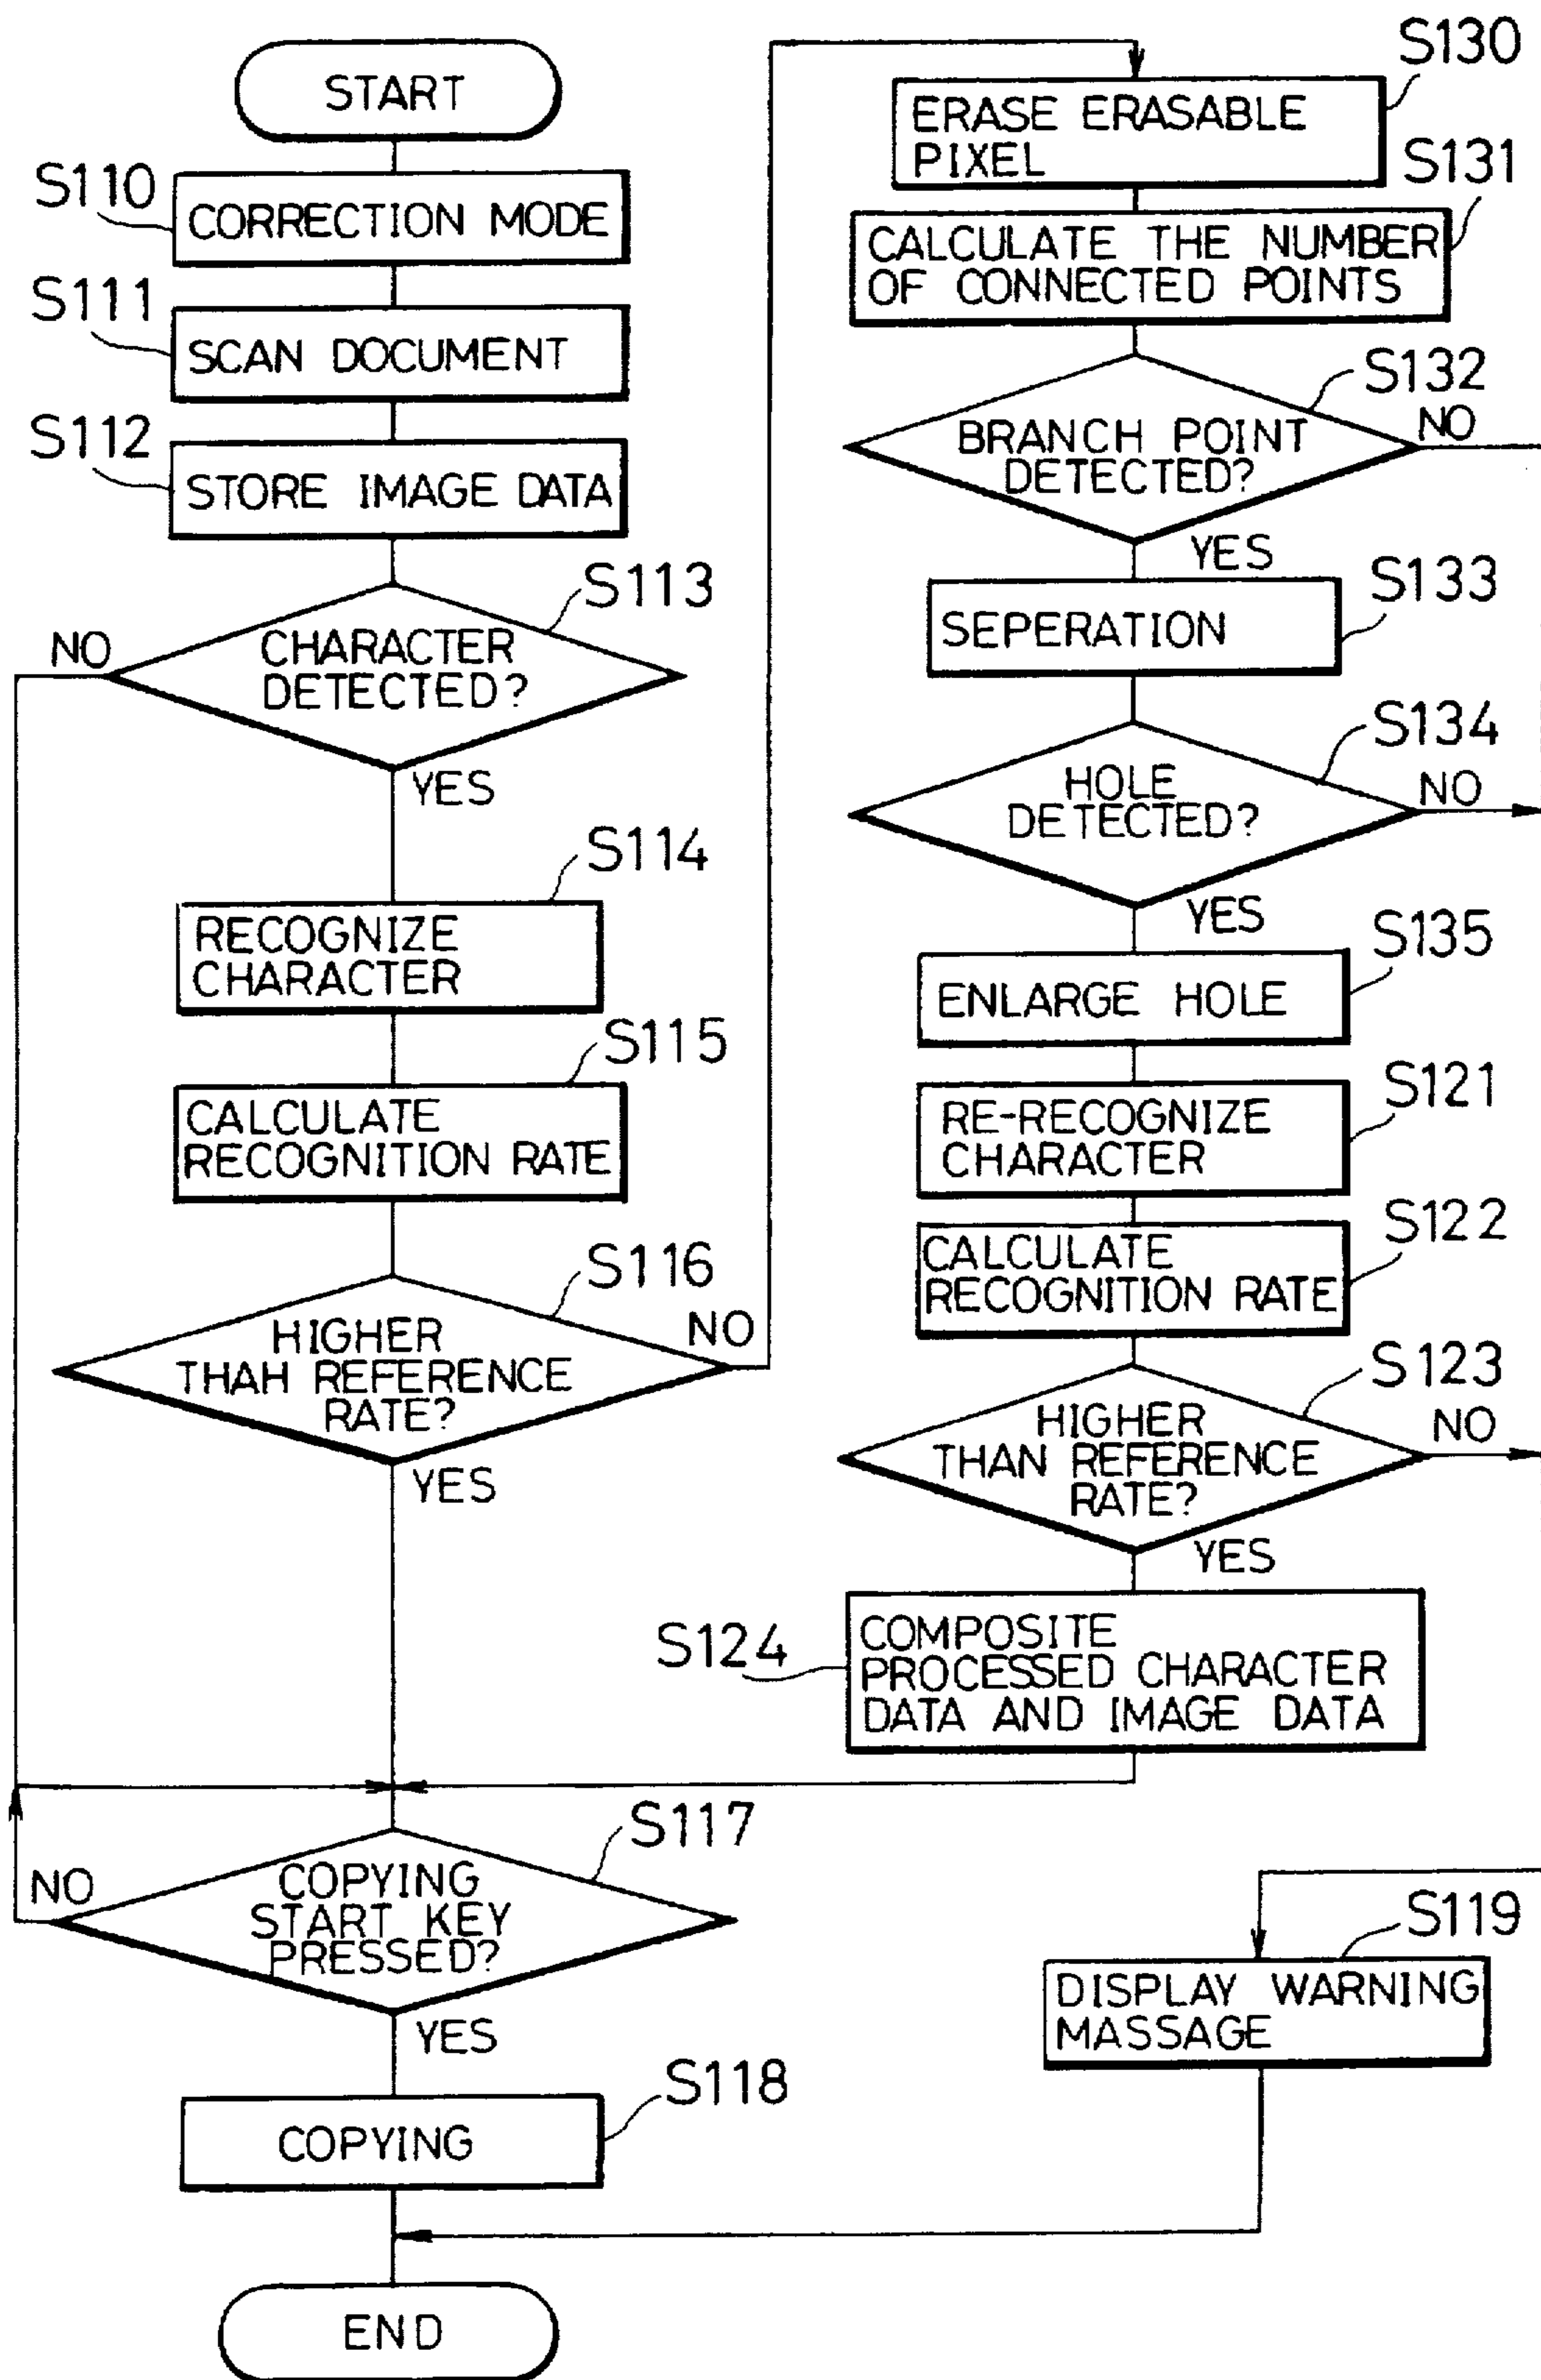 START
S110
CORRECTION MODE
S111
SCAN DOCUMENT
S112
STORE IMAGE DATA
S113
CHARACTER
DETECTED?
NO
YES
S114
RECOGNIZE
CHARACTER
S115
CALCULATE
RECOGNITION RATE
S116
HIGHER
THAH REFERENCE
RATE?
NO
YES
S117
COPYING
START KEY
PRESSED?
NO
YES
S118
COPYING
END
S130
ERASE ERASABLE
PIXEL
S131
CALCULATE THE NUMBER
OF CONNECTED POINTS
S132
BRANCH POINT
DETECTED?
NO
YES
S133
SEPERATION
S134
HOLE
DETECTED?
NO
YES
S135
ENLARGE HOLE
S121
RE-RECOGNIZE
CHARACTER
S122
CALCULATE
RECOGNITION RATE
S123
HIGHER
THAN REFERENCE
RATE?
NO
YES
S124
COMPOSITE
PROCESSED CHARACTER
DATA AND IMAGE DATA
S119
DISPLAY WARNING
MASSAGE